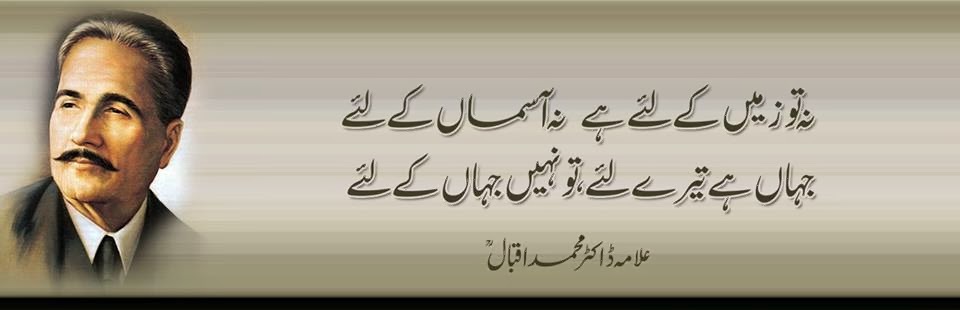 نہ تو زمیں کے لئے ہے نہ آسماں کے لئے
جہاں ہے تیرے لئے، تو نہیں جہاں کے لئے
علامہ ڈاکٹر محمد اقبالؒ